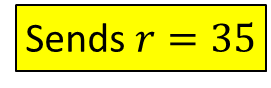 Sends r = 35